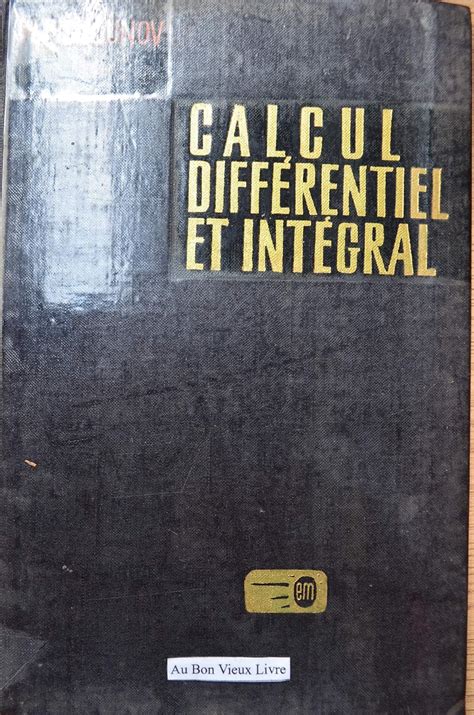 CALCUL
DIFFÉRENTIEL
ET INTÉGRAL
em
Au Bon Vieux Livre